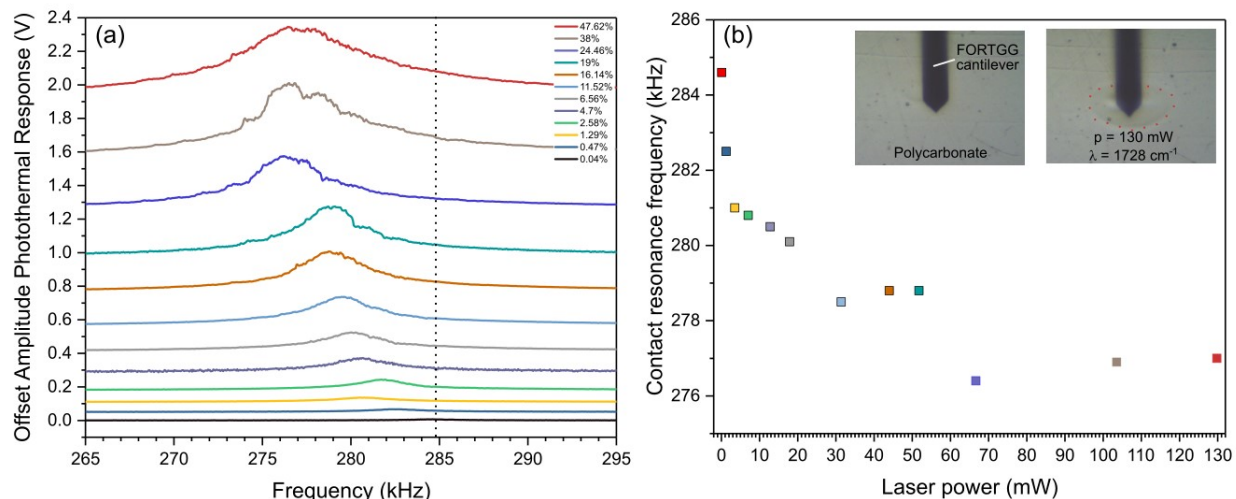 (a)
Offset Amplitude Photothermal Response (V)
2.4
2.2
2.0
1.8
1.6
1.4
1.2
1.0
0.8
0.6
0.4
0.2
0.0
47.62%
38%
24.46%
19%
16.14%
11.52%
6.56%
4.7%
2.58%
1.29%
0.47%
0.04%
265 270 275 280 285 290 295
Frequency (kHz)
(b)
Contact resonance frequency (kHz)
286
284
282
280
278
276
FORTGG
cantilever
Polycarbonate
p = 130 mW
λ = 1728 cm⁻¹
0 10 20 30 40 50 60 70 80 90 100 110 120 130
Laser power (mW)